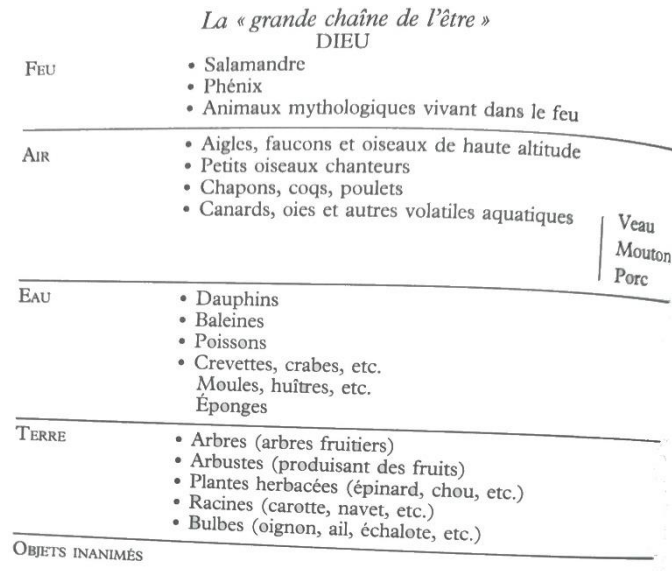 La « grande chaîne de l'être »
DIEU
FEU
• Salamandre
• Phénix
• Animaux mythologiques vivant dans le feu
AIR
• Aigles, faucons et oiseaux de haute altitude
• Petits oiseaux chanteurs
• Chapons, coqs, poulets
• Canards, oies et autres volatiles aquatiques
Veau
Mouton
Porc
EAU
• Dauphins
• Baleines
• Poissons
• Crevettes, crabes, etc.
Moules, huîtres, etc.
Éponges
TERRE
• Arbres (arbres fruitiers)
• Arbustes (produisant des fruits)
• Plantes herbacées (épinard, chou, etc.)
• Racines (carotte, navet, etc.)
• Bulbes (oignon, ail, échalote, etc.)
OBJETS INANIMÉS